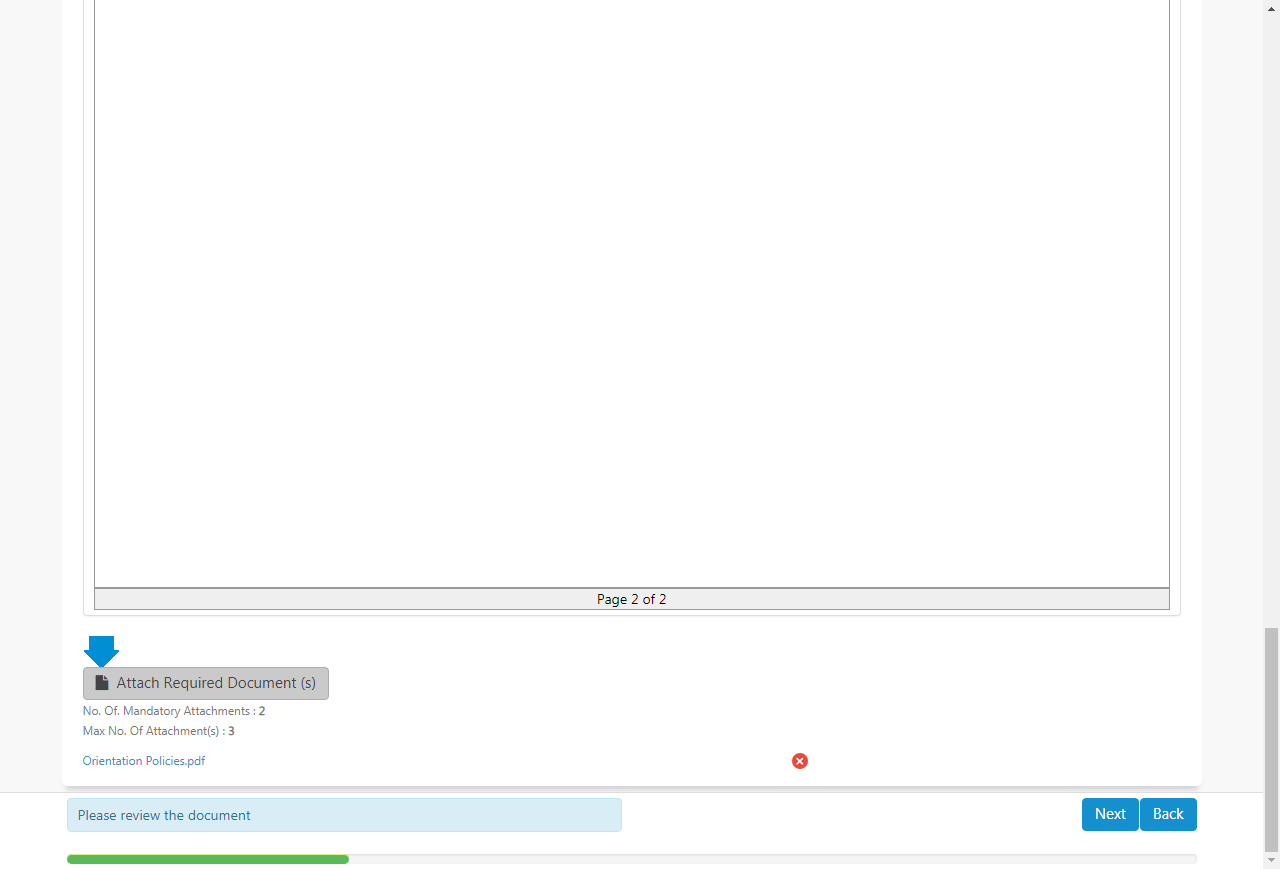 Page 2 of 2
Attach Required Document (s)
No. Of. Mandatory Attachments : 2
Max No. Of Attachment(s) : 3
Orientation Policies.pdf
Please review the document
Next
Back